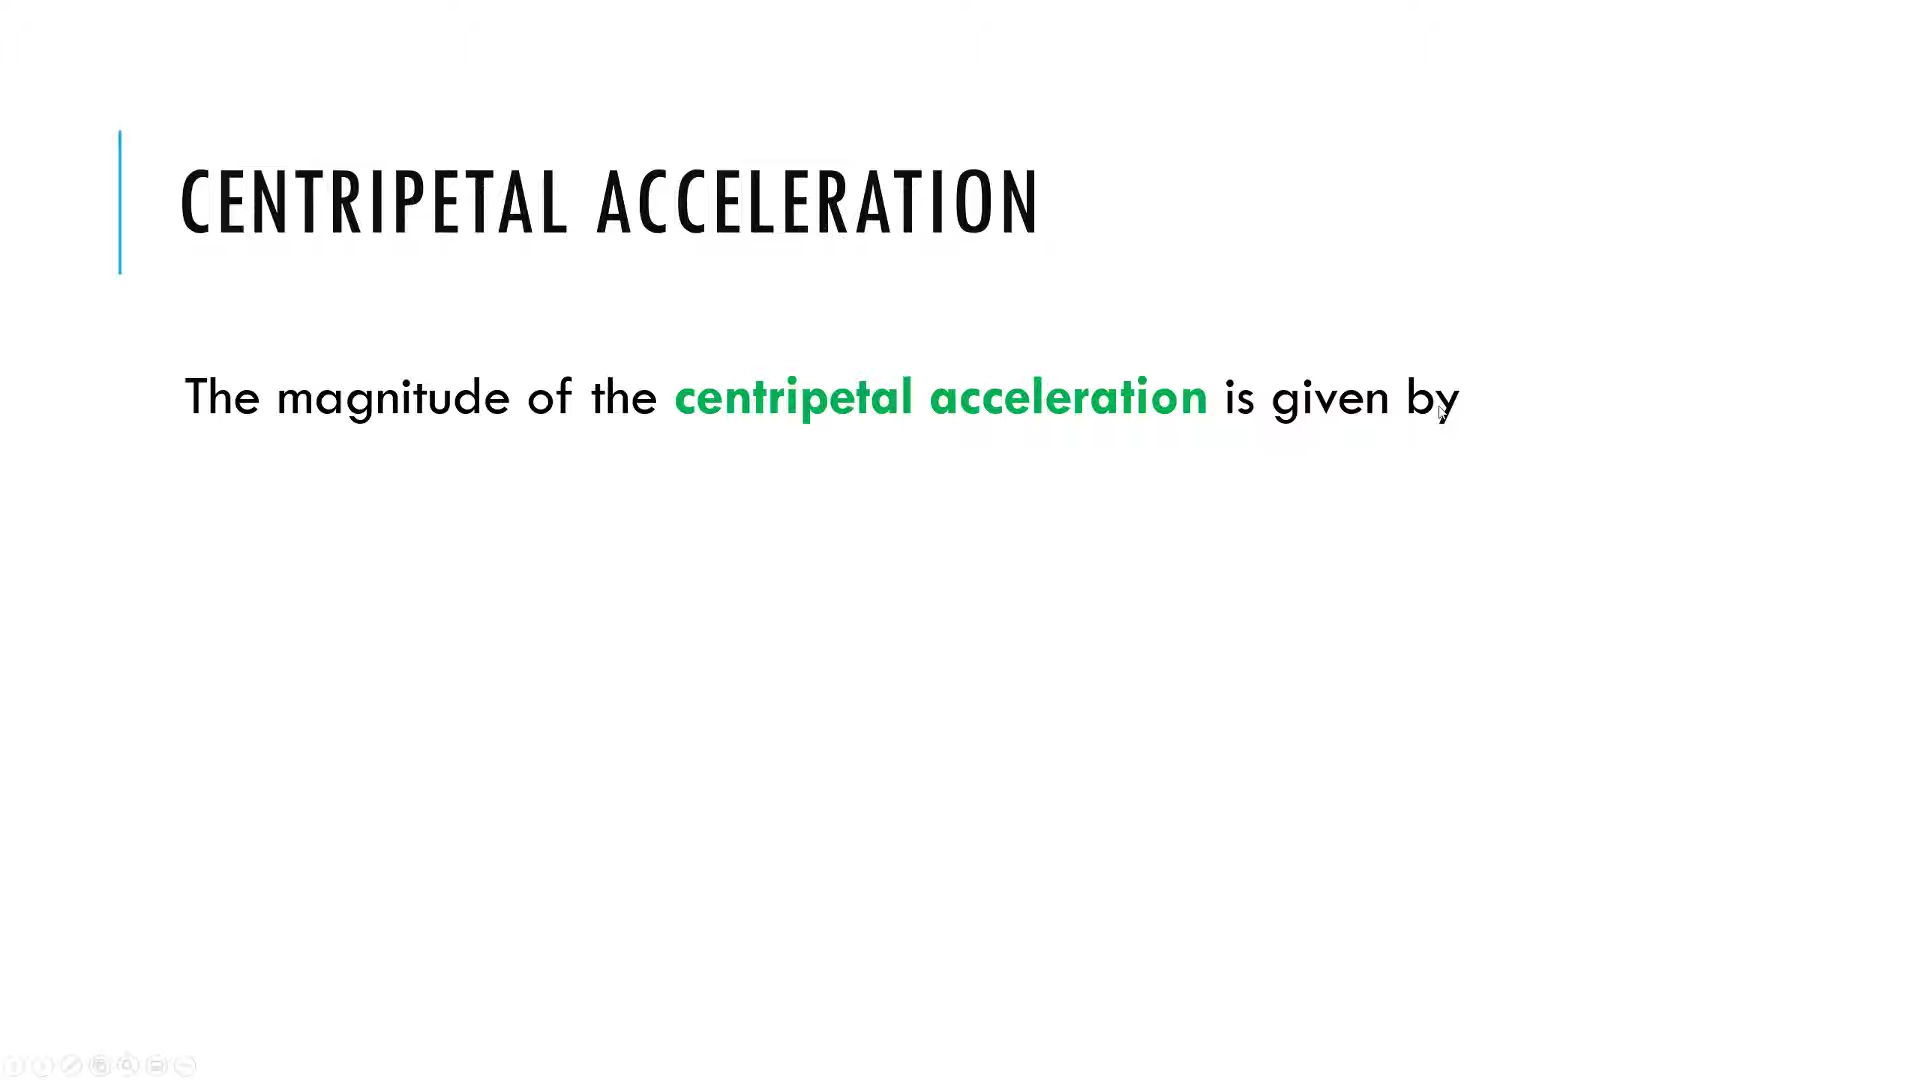 CENTRIPETAL ACCELERATION
The magnitude of the centripetal acceleration is given by